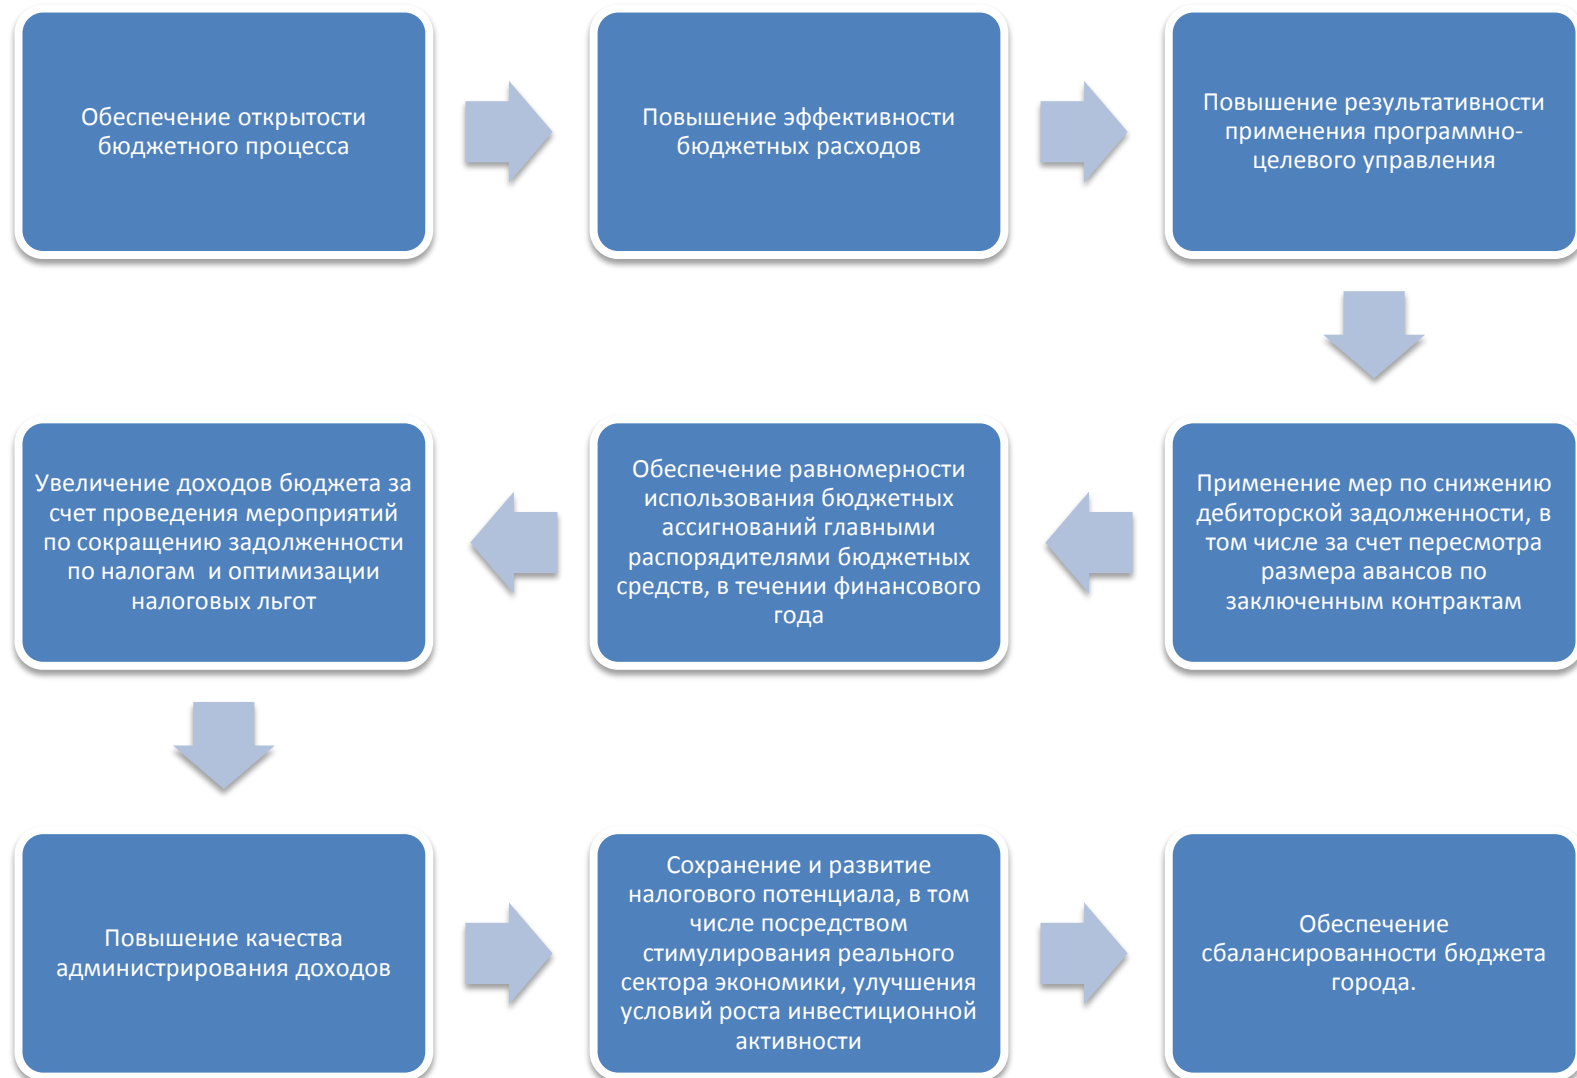 Обеспечение открытости
бюджетного процесса
Повышение эффективности
бюджетных расходов
Повышение результативности
применения программно-
целевого управления
Применение мер по снижению
дебиторской задолженности, в
том числе за счет пересмотра
размера авансов по
заключенным контрактам
Обеспечение равномерности
использования бюджетных
ассигнований главными
распорядителями бюджетных
средств, в течении финансового
года
Увеличение доходов бюджета за
счет проведения мероприятий
по сокращению задолженности
по налогам  и оптимизации
налоговых льгот
Повышение качества
администрирования доходов
Сохранение и развитие
налогового потенциала, в том
числе посредством
стимулирования реального
сектора экономики, улучшения
условий роста инвестиционной
активности
Обеспечение
сбалансированности бюджета
города.